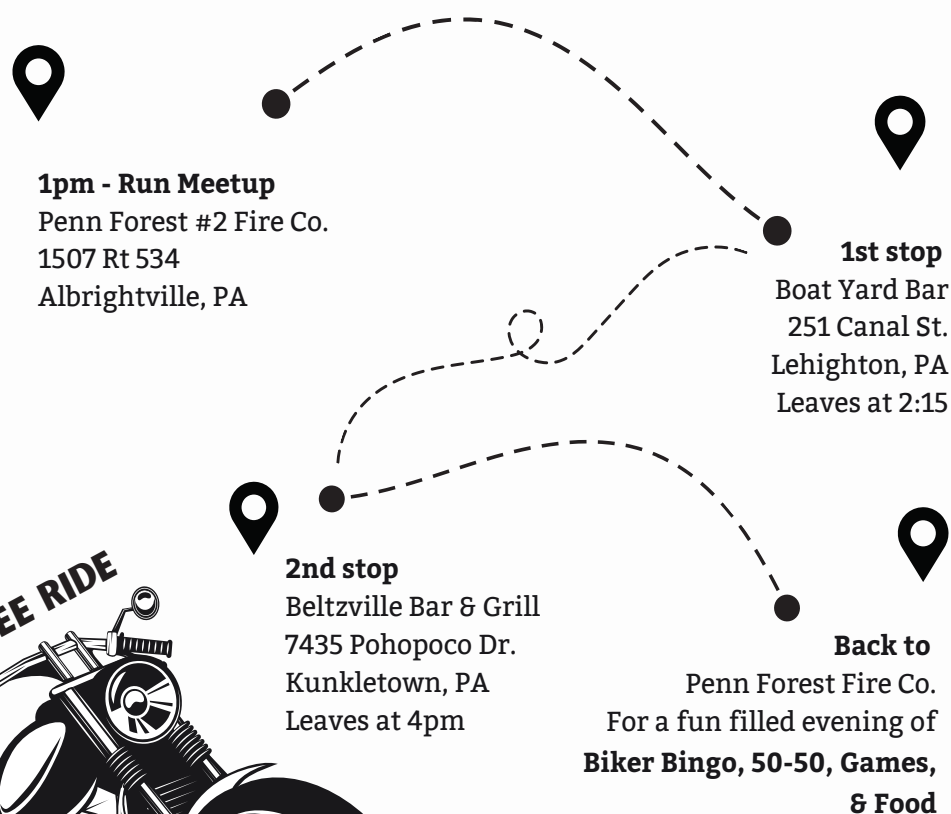 1pm - Run Meetup
Penn Forest #2 Fire Co.
1507 Rt 534
Albrightville, PA
1st stop
Boat Yard Bar
251 Canal St.
Lehighton, PA
Leaves at 2:15
2nd stop
Beltzville Bar & Grill
7435 Pohopoco Dr.
Kunkletown, PA
Leaves at 4pm
EE RIDE
Back to
Penn Forest Fire Co.
For a fun filled evening of
Biker Bingo, 50-50, Games,
& Food